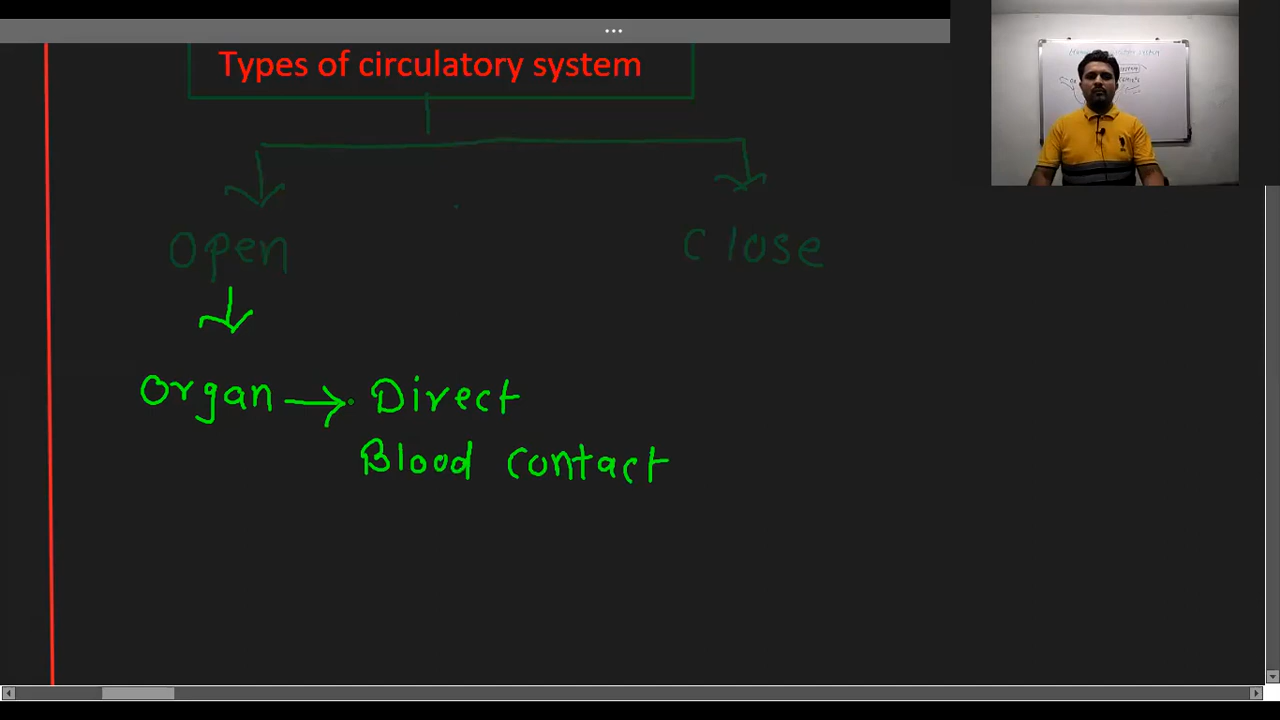 Types of circulatory system
Open
Close
Organ → Direct
Blood contact